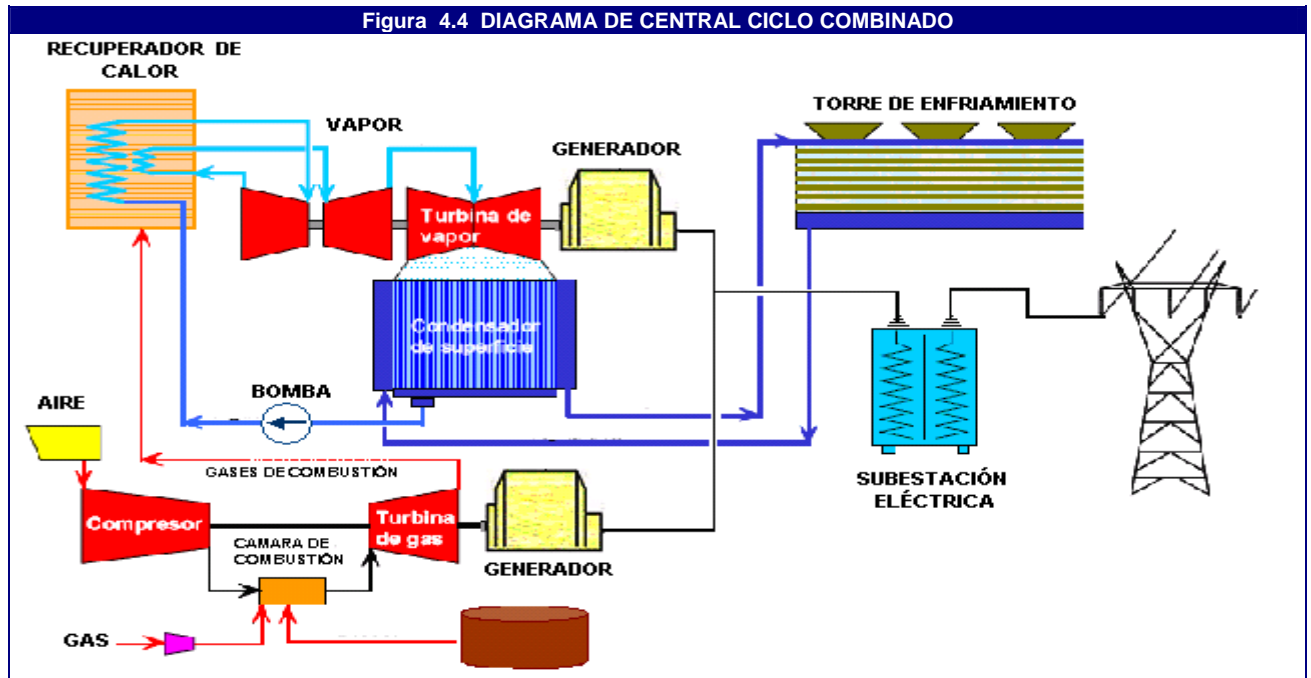 Figura 4.4 DIAGRAMA DE CENTRAL CICLO COMBINADO
RECUPERADOR DE
CALOR
VAPOR
GENERADOR
TORRE DE ENFRIAMIENTO
Turbina de
vapor
Condensador
de superficie
BOMBA
AIRE
GASES DE COMBUSTIÓN
SUBESTACIÓN
ELÉCTRICA
Compresor
Turbina
de gas
CAMARA DE
COMBUSTIÓN
GENERADOR
GAS